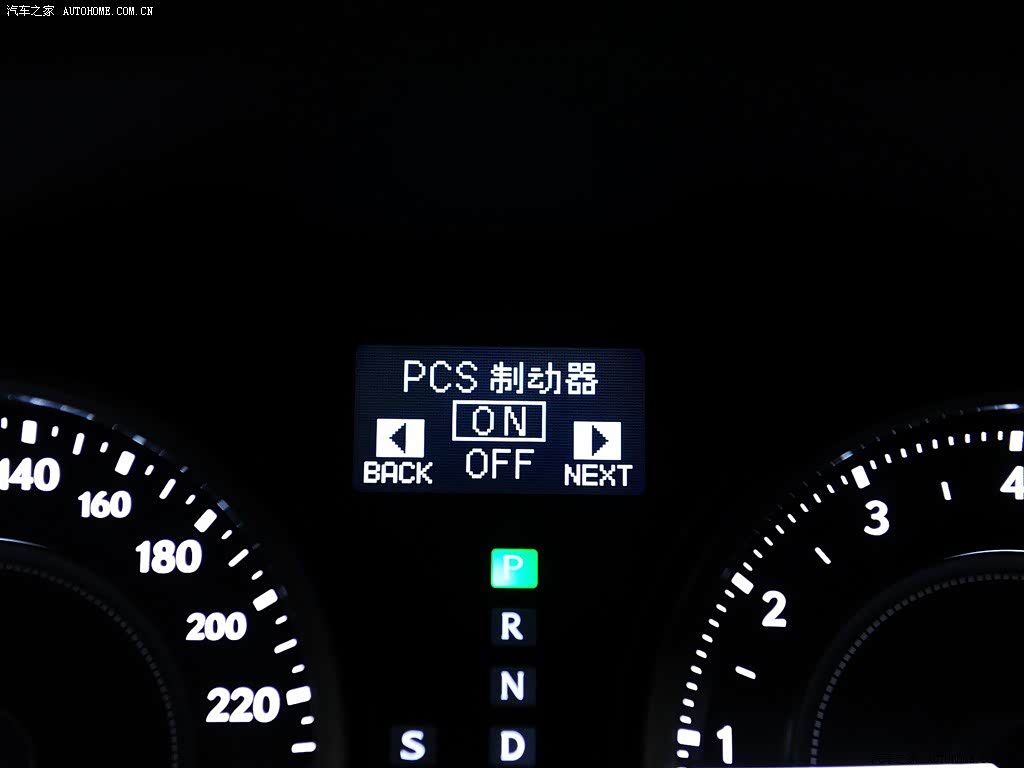 汽车之家 AUTOHOME.COM.CN
PCS 制动器
ON
OFF
BACK
NEXT
140
160
180
200
220
P
R
N
S D
4
3
2
1